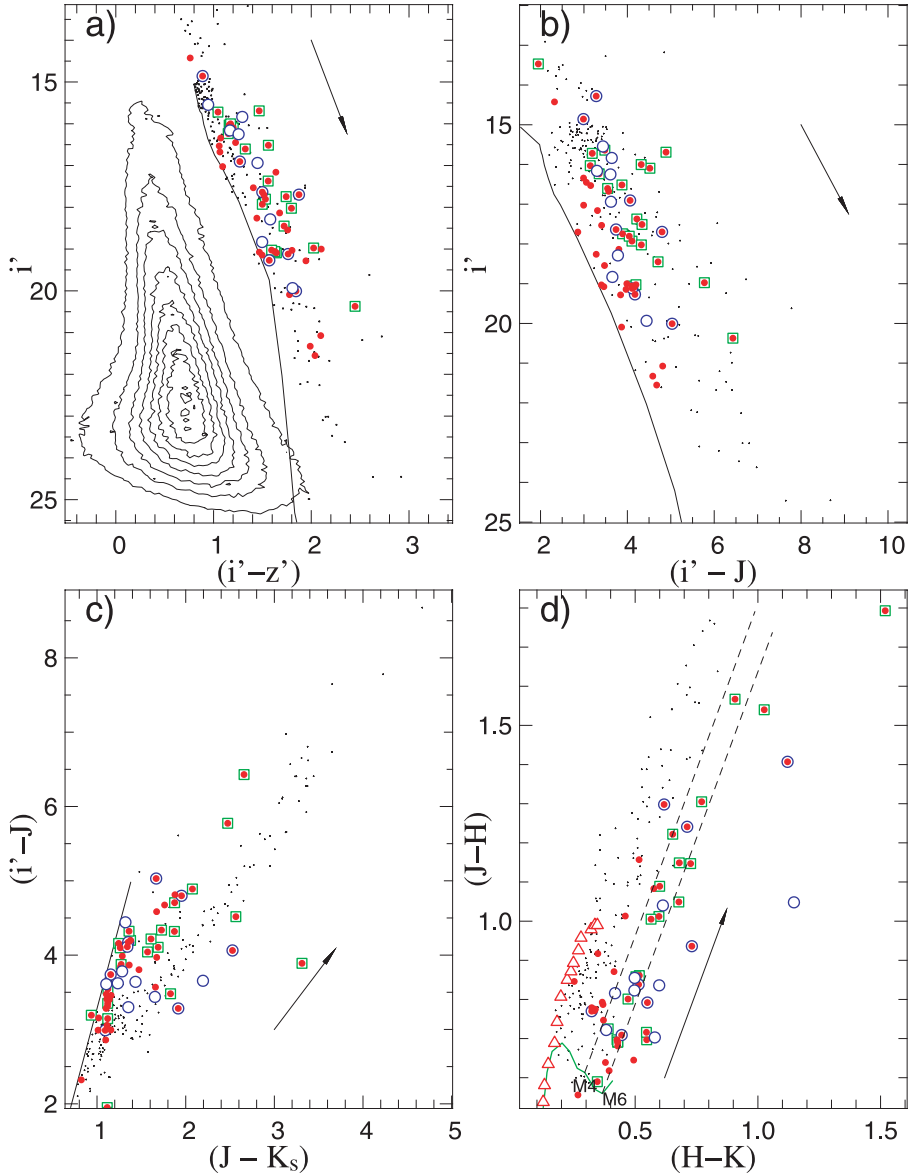 a)
15
20
25
i'
0 1 2 3
(i'−z')
b)
15
20
25
i'
2 4 6 8 10
(i' − J)
c)
8
6
4
2
(i'−J)
1 2 3 4 5
(J − Ks)
d)
1.5
1.0
(J−H)
M4
M6
0.5 1.0 1.5
(H−K)